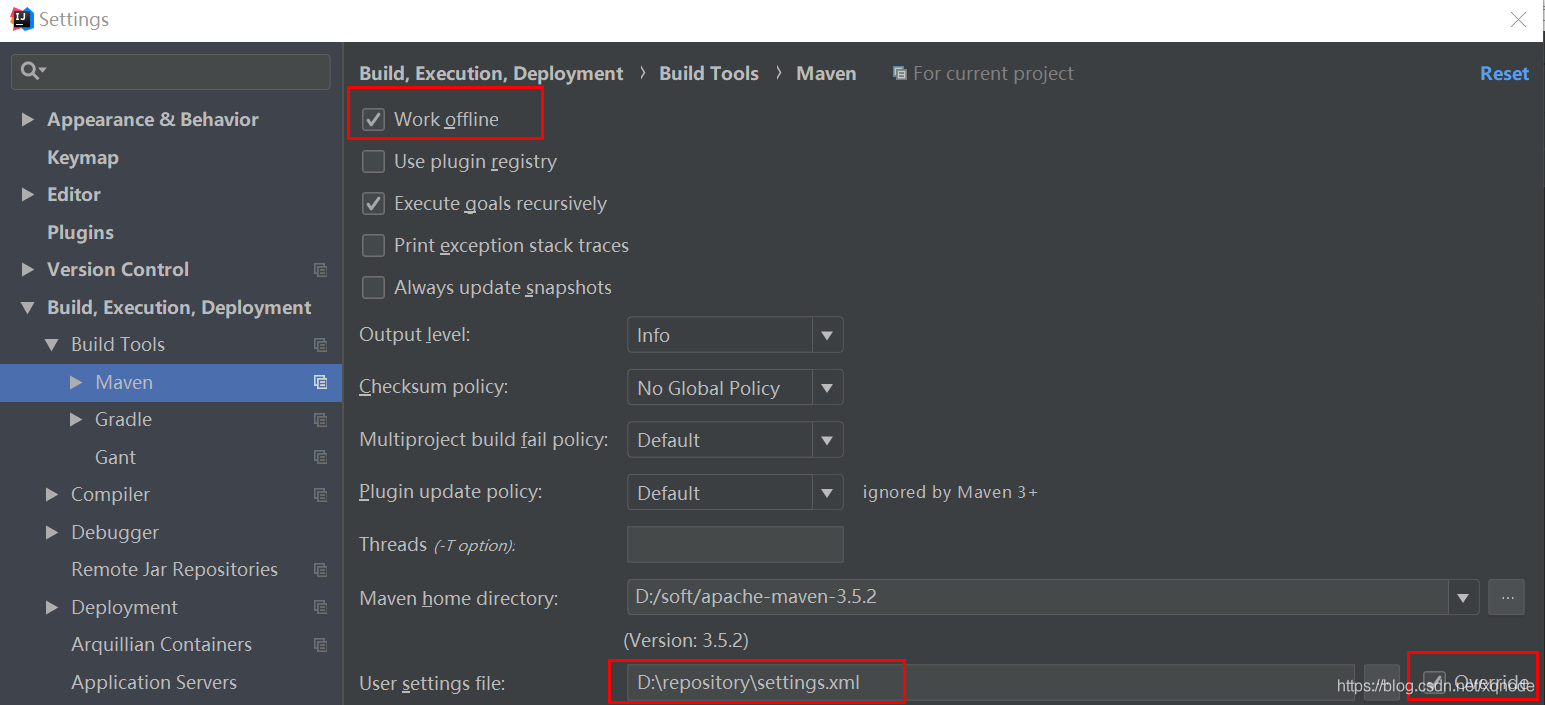 Settings
Build, Execution, Deployment › Build Tools › Maven For current project Reset
Work offline
Appearance & Behavior
Keymap
Editor
Plugins
Version Control
Build, Execution, Deployment
Build Tools
Maven
Gradle
Gant
Compiler
Debugger
Remote Jar Repositories
Deployment
Arquillian Containers
Application Servers
Use plugin registry
Execute goals recursively
Print exception stack traces
Always update snapshots
Output level: Info
Checksum policy: No Global Policy
Multiproject build fail policy: Default
Plugin update policy: Default ignored by Maven 3+
Threads (-T option):
Maven home directory: D:/soft/apache-maven-3.5.2 ...
(Version: 3.5.2)
User settings file: D:\repository\settings.xml Override
https://blog.csdn.net/xqnode